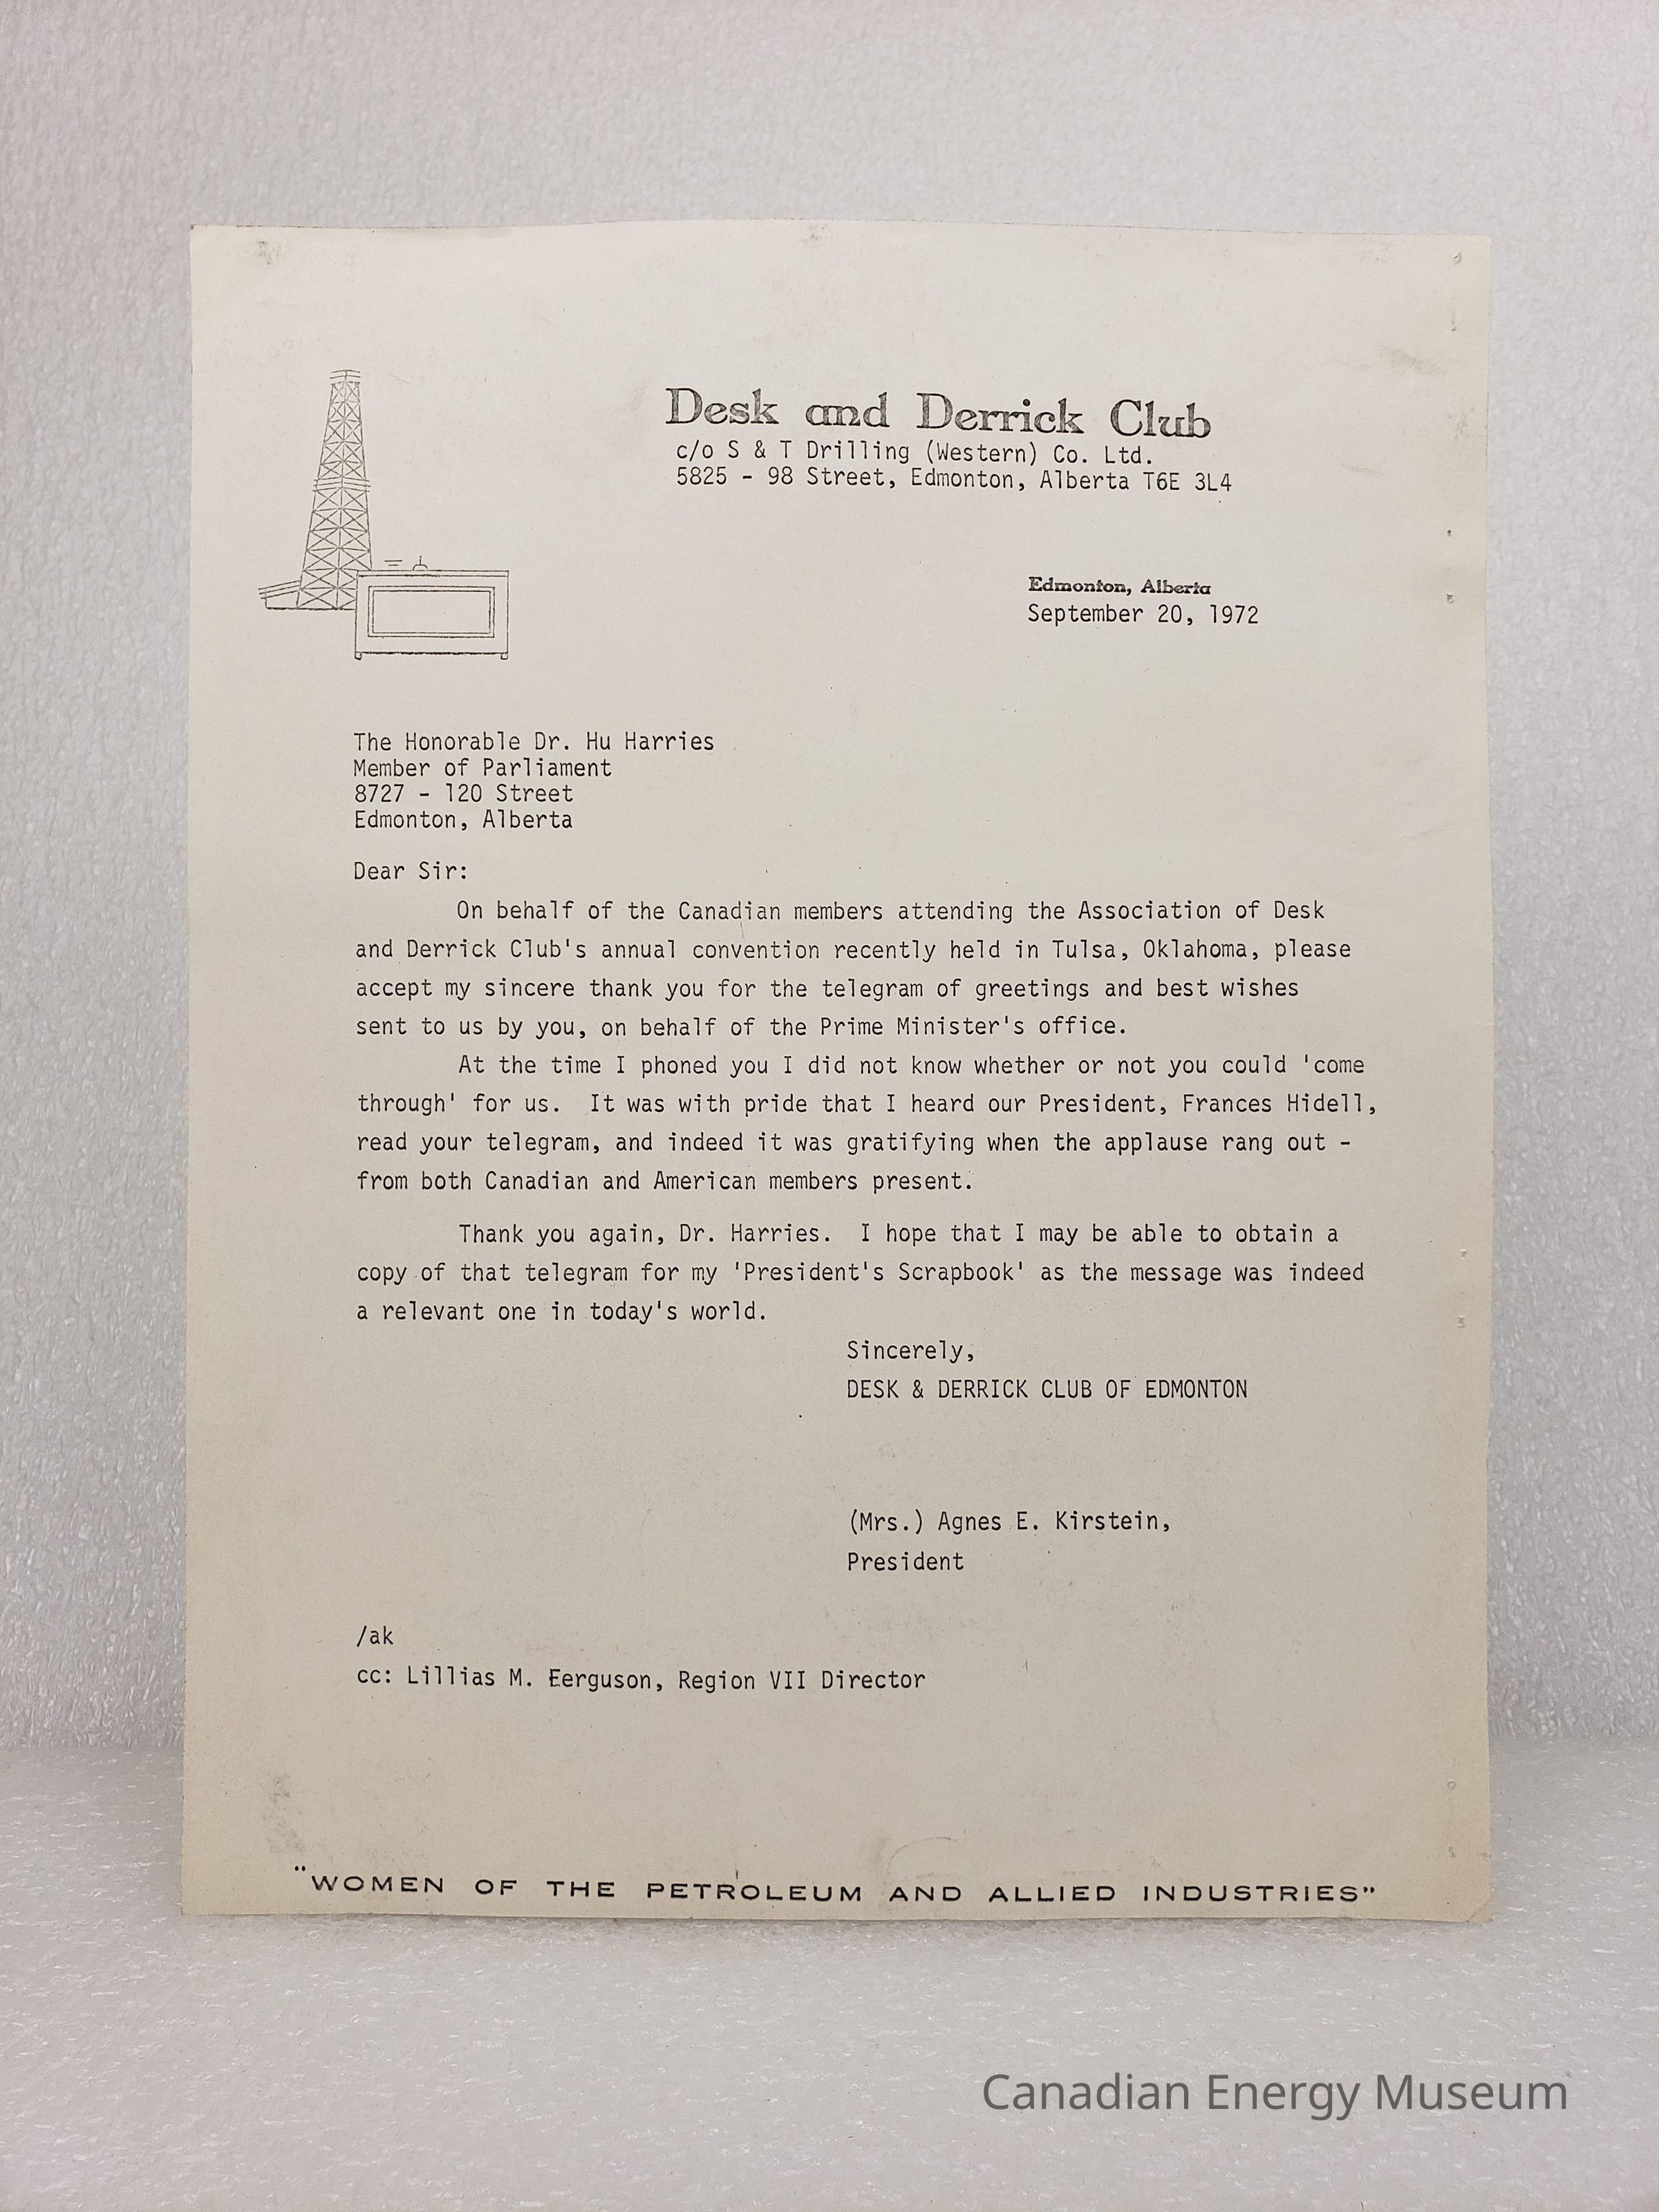 Desk and Derrick Club
c/o S & T Drilling (Western) Co. Ltd.
5825 - 98 Street, Edmonton, Alberta T6E 3L4
Edmonton, Alberta
September 20, 1972
The Honorable Dr. Hu Harries
Member of Parliament
8727 - 120 Street
Edmonton, Alberta
Dear Sir:
On behalf of the Canadian members attending the Association of Desk
and Derrick Club's annual convention recently held in Tulsa, Oklahoma, please
accept my sincere thank you for the telegram of greetings and best wishes
sent to us by you, on behalf of the Prime Minister's office.
At the time I phoned you I did not know whether or not you could 'come
through' for us. It was with pride that I heard our President, Frances Hidell,
read your telegram, and indeed it was gratifying when the applause rang out -
from both Canadian and American members present.
Thank you again, Dr. Harries. I hope that I may be able to obtain a
copy of that telegram for my 'President's Scrapbook' as the message was indeed
a relevant one in today's world.
Sincerely,
DESK & DERRICK CLUB OF EDMONTON
(Mrs.) Agnes E. Kirstein,
President
/ak
cc: Lillias M. Eerguson, Region VII Director
"WOMEN OF THE PETROLEUM AND ALLIED INDUSTRIES"
Canadian Energy Museum